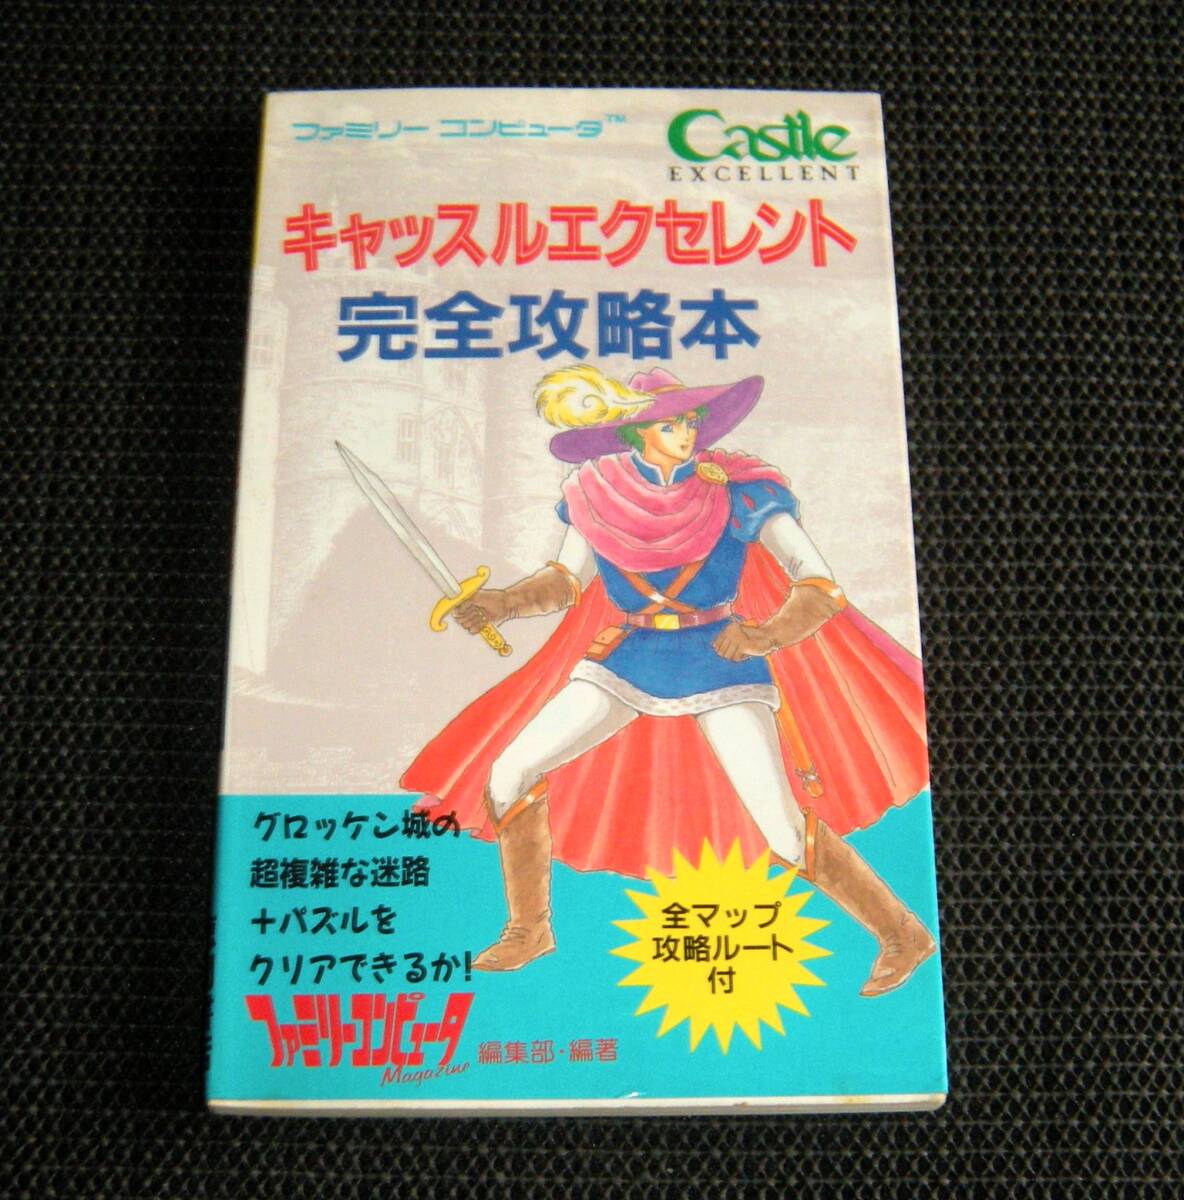 ファミリー コンピュータ™
Castle
EXCELLENT
キャッスルエクセレント
完全攻略本
グロッケン城の
超複雑な迷路
＋パズルを
クリアできるか!
全マップ
攻略ルート
付
ファミリーコンピュータ
Magazine
編集部・編著